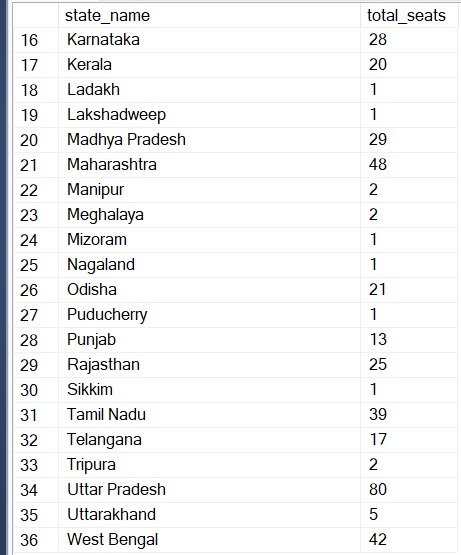 state_name total_seats
16 Karnataka 28
17 Kerala 20
18 Ladakh 1
19 Lakshadweep 1
20 Madhya Pradesh 29
21 Maharashtra 48
22 Manipur 2
23 Meghalaya 2
24 Mizoram 1
25 Nagaland 1
26 Odisha 21
27 Puducherry 1
28 Punjab 13
29 Rajasthan 25
30 Sikkim 1
31 Tamil Nadu 39
32 Telangana 17
33 Tripura 2
34 Uttar Pradesh 80
35 Uttarakhand 5
36 West Bengal 42